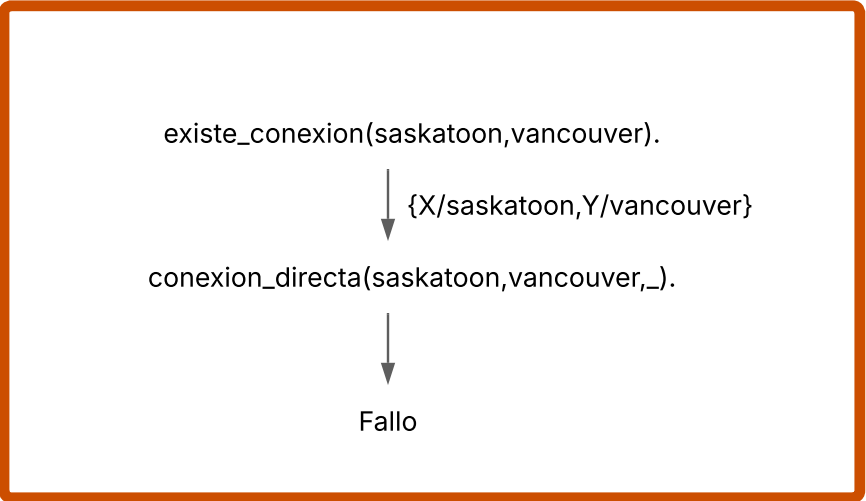 existe_conexion(saskatoon,vancouver).
{X/saskatoon,Y/vancouver}
conexion_directa(saskatoon,vancouver,_).
Fallo